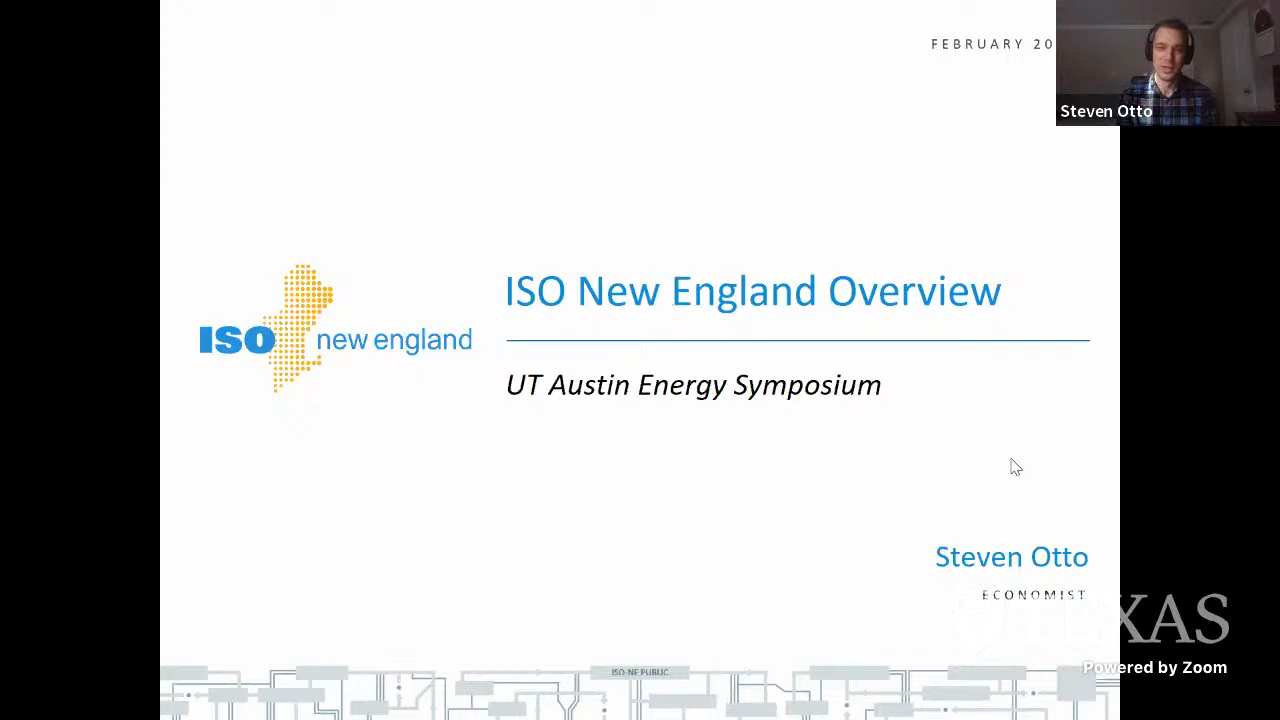 FEBRUARY 20
Steven Otto
ISO new england
ISO New England Overview
UT Austin Energy Symposium
Steven Otto
ECONOMIST
TEXAS
Powered by Zoom
ISO-NE PUBLIC